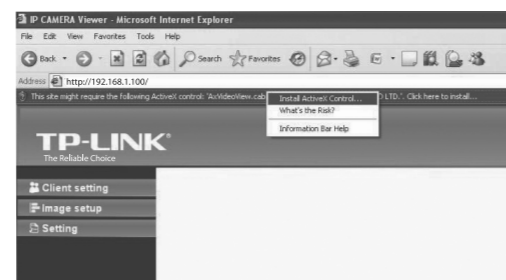 IP CAMERA Viewer - Microsoft Internet Explorer
File Edit View Favorites Tools Help
Back Search Favorites
Address http://192.168.1.100/
This site might require the following ActiveX control: 'AxVideoView.cab' LTD.'. Click here to install...
Install ActiveX Control...
What's the Risk?
Information Bar Help
TP-LINK®
The Reliable Choice
Client setting
Image setup
Setting